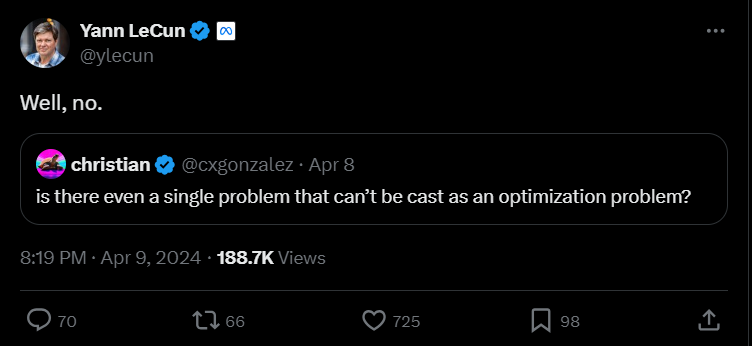 Yann LeCun
@ylecun
Well, no.
christian @cxgonzalez · Apr 8
is there even a single problem that can't be cast as an optimization problem?
8:19 PM · Apr 9, 2024 · 188.7K Views
70 66 725 98